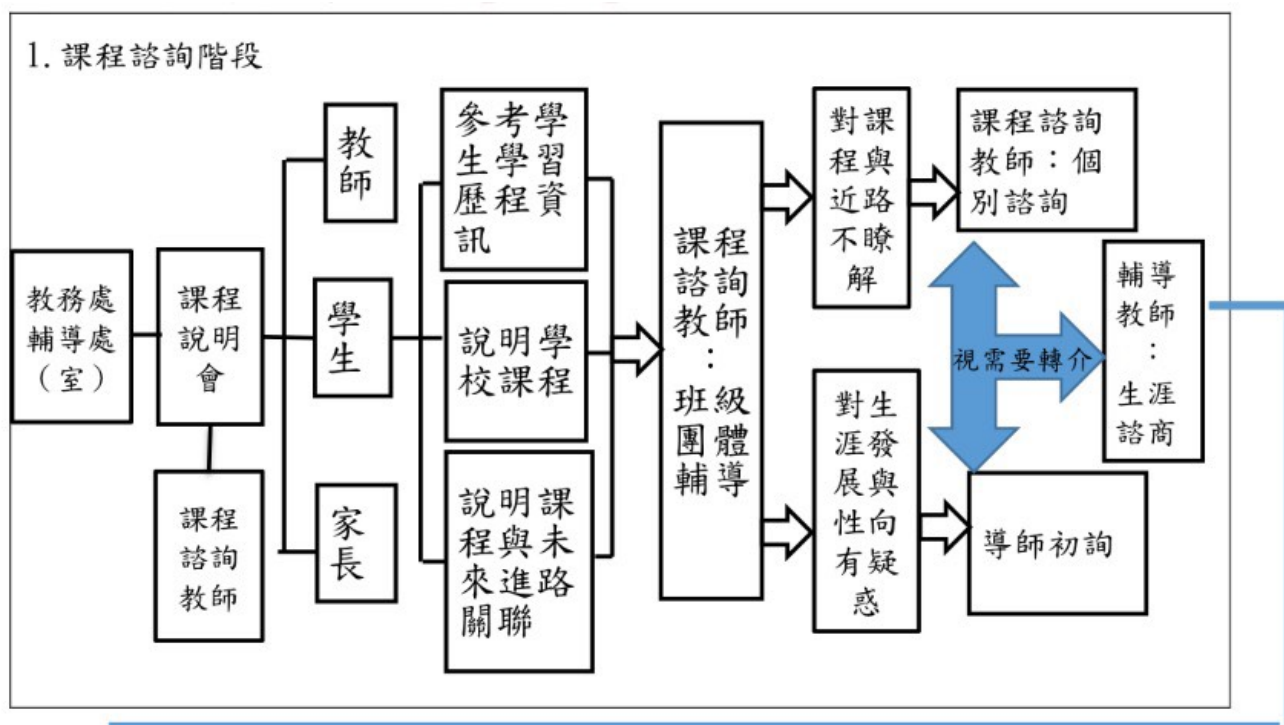 1. 課程諮詢階段
教務處
輔導處
（室）
課程
說明
會
課程
諮詢
教師
教
師
學
生
家
長
參考學
生學習
歷程資
訊
說明學
校課程
說明課
程與未
來進路
關聯
課程
諮詢
教師
：
班級
團體
輔導
對課
程與
近路
不瞭
解
對生
涯發
展與
性向
有疑
惑
課程諮詢
教師：個
別諮詢
視需要轉介
導師初詢
輔導
教師
：
生涯
諮商